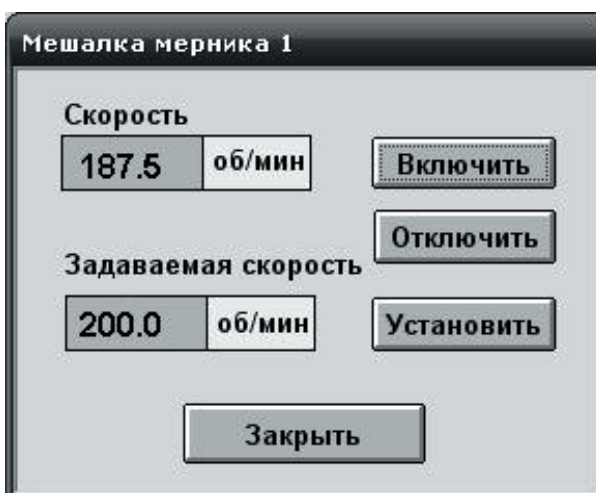 Мешалка мерника 1
Скорость
187.5 об/мин Включить
Отключить
Задаваемая скорость
200.0 об/мин Установить
Закрыть